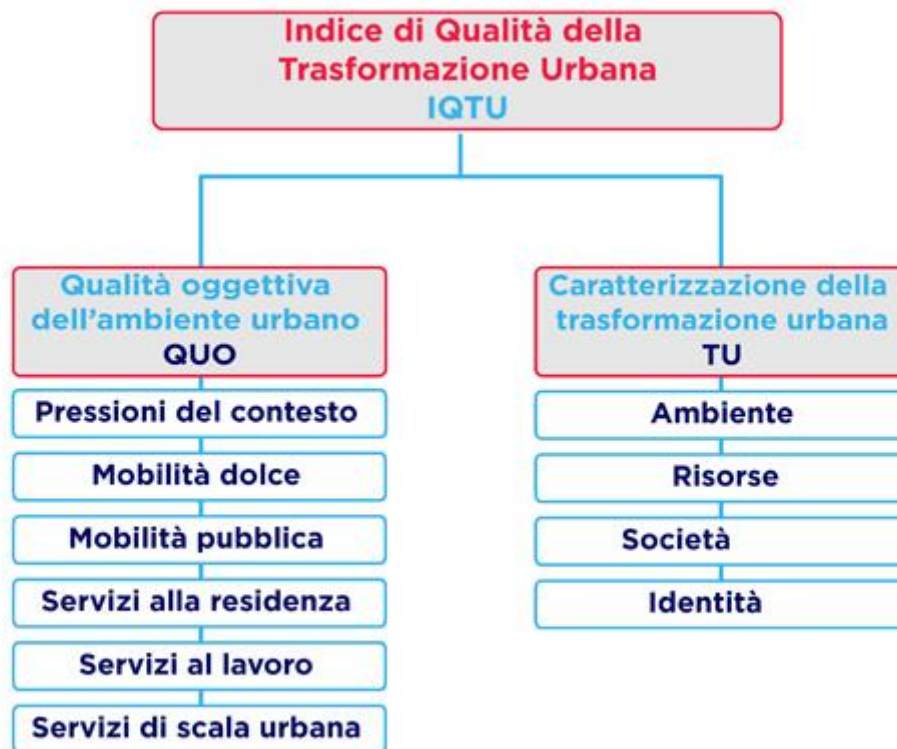 Indice di Qualità della
Trasformazione Urbana
IQTU
Qualità oggettiva
dell'ambiente urbano
QUO
Pressioni del contesto
Mobilità dolce
Mobilità pubblica
Servizi alla residenza
Servizi al lavoro
Servizi di scala urbana
Caratterizzazione della
trasformazione urbana
TU
Ambiente
Risorse
Società
Identità